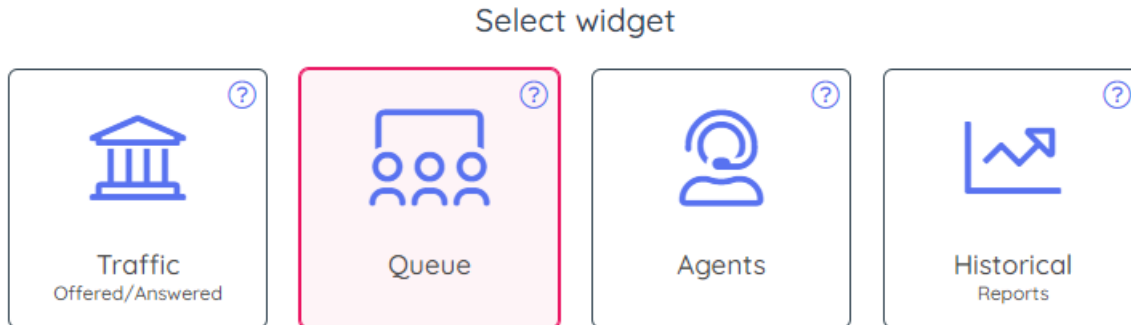 Select widget
?
?
?
?
Traffic
Offered/Answered
Queue
Agents
Historical
Reports